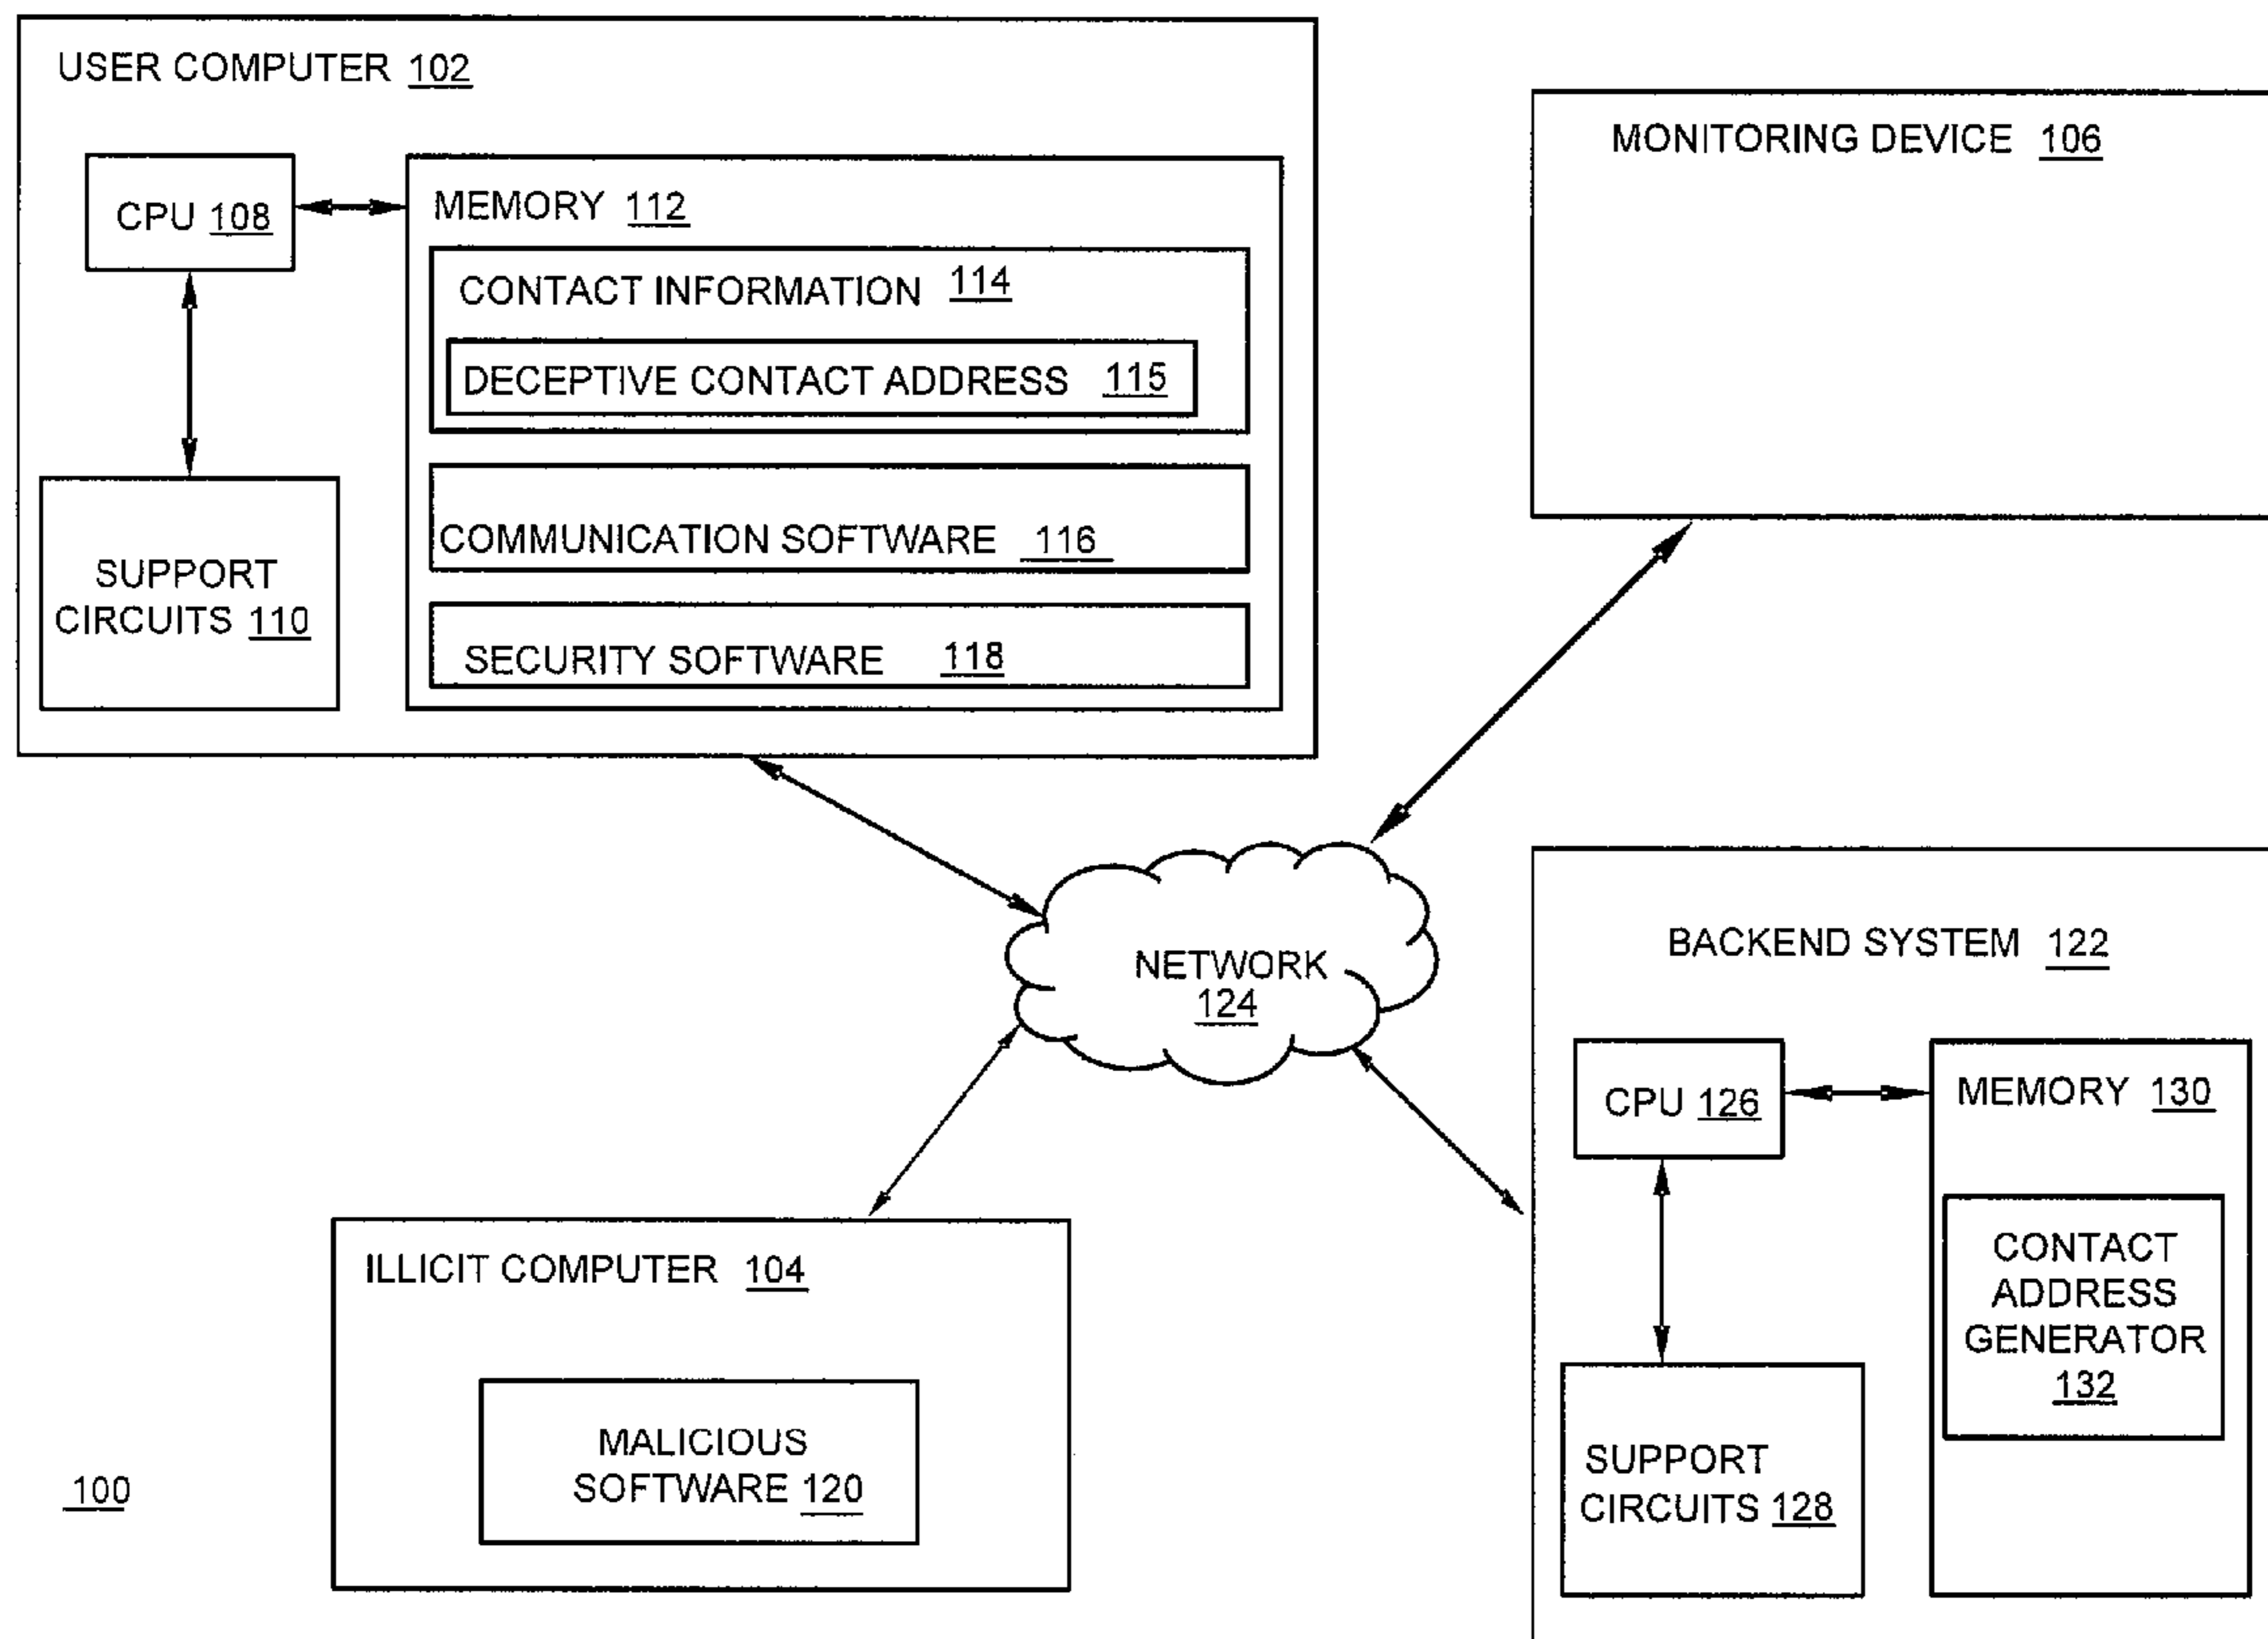 USER COMPUTER 102
CPU 108
SUPPORT
CIRCUITS 110
MEMORY 112
CONTACT INFORMATION 114
DECEPTIVE CONTACT ADDRESS 115
COMMUNICATION SOFTWARE 116
SECURITY SOFTWARE 118
MONITORING DEVICE 106
NETWORK
124
ILLICIT COMPUTER 104
MALICIOUS
SOFTWARE 120
BACKEND SYSTEM 122
CPU 126
SUPPORT
CIRCUITS 128
MEMORY 130
CONTACT
ADDRESS
GENERATOR
132
100